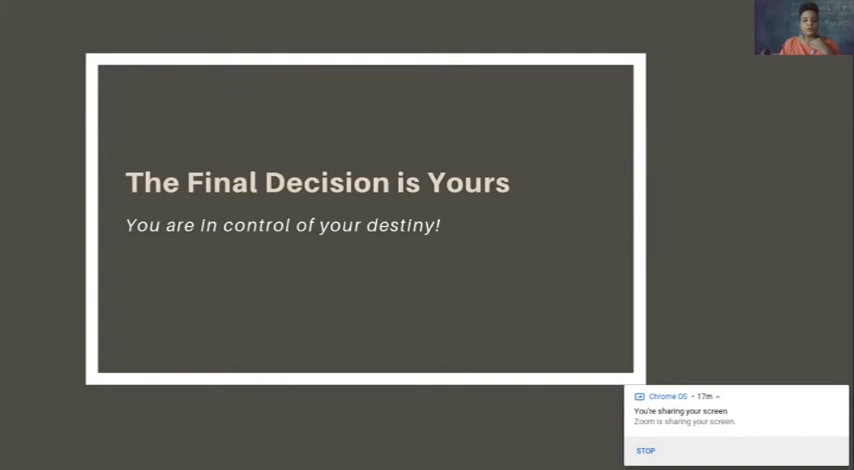 The Final Decision is Yours
You are in control of your destiny!
Chrome OS • 17m
You're sharing your screen
Zoom is sharing your screen.
STOP